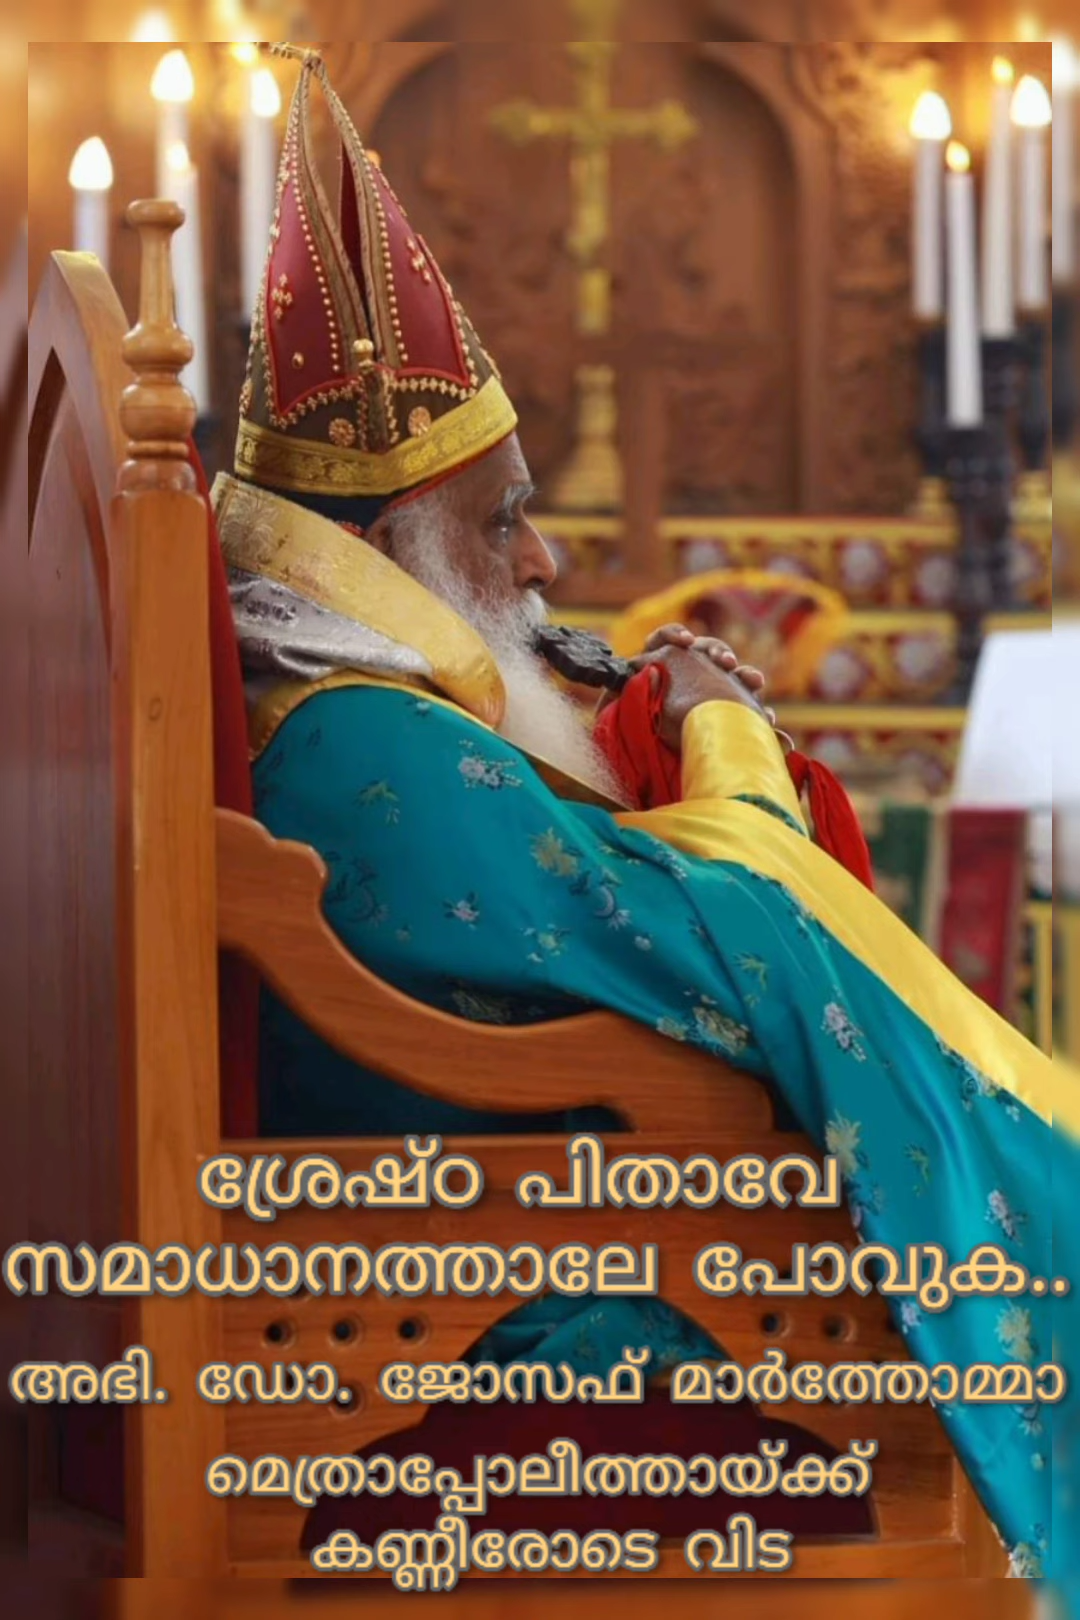 ശ്രേഷ്ഠ പിതാവേ
സമാധാനത്താലേ പോവുക..
അഭി. ഡോ. ജോസഫ് മാർത്തോമ്മാ
മെത്രാപ്പോലീത്തായ്ക്ക്
കണ്ണീരോടെ വിട